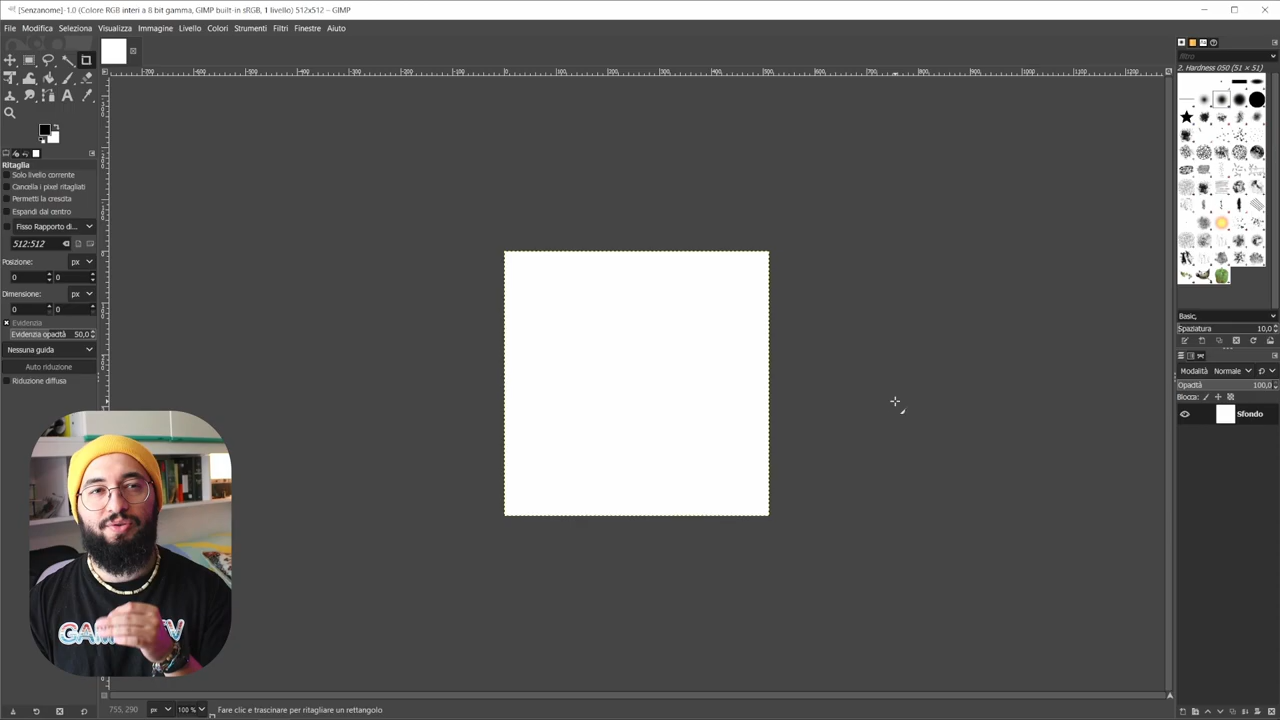 [Senzanome]-1.0 (Colore RGB interi a 8 bit gamma, GIMP built-in sRGB, 1 livello) 512x512 – GIMP
File Modifica Seleziona Visualizza Immagine Livello Colori Strumenti Filtri Finestre Aiuto
Ritaglia
Solo livello corrente
Cancella i pixel ritagliati
Permetti la crescita
Espandi dal centro
Fisso Rapporto di...
512:512
Posizione: px
0 0
Dimensione: px
0 0
Evidenzia
Evidenzia opacità 50,0
Nessuna guida
Auto riduzione
Riduzione diffusa
755, 290 px 100 % Fare clic e trascinare per ritagliare un rettangolo
filtro
2. Hardness 050 (51 × 51)
Basic,
Spaziatura 10,0
Modalità Normale
Opacità 100,0
Blocca:
Sfondo